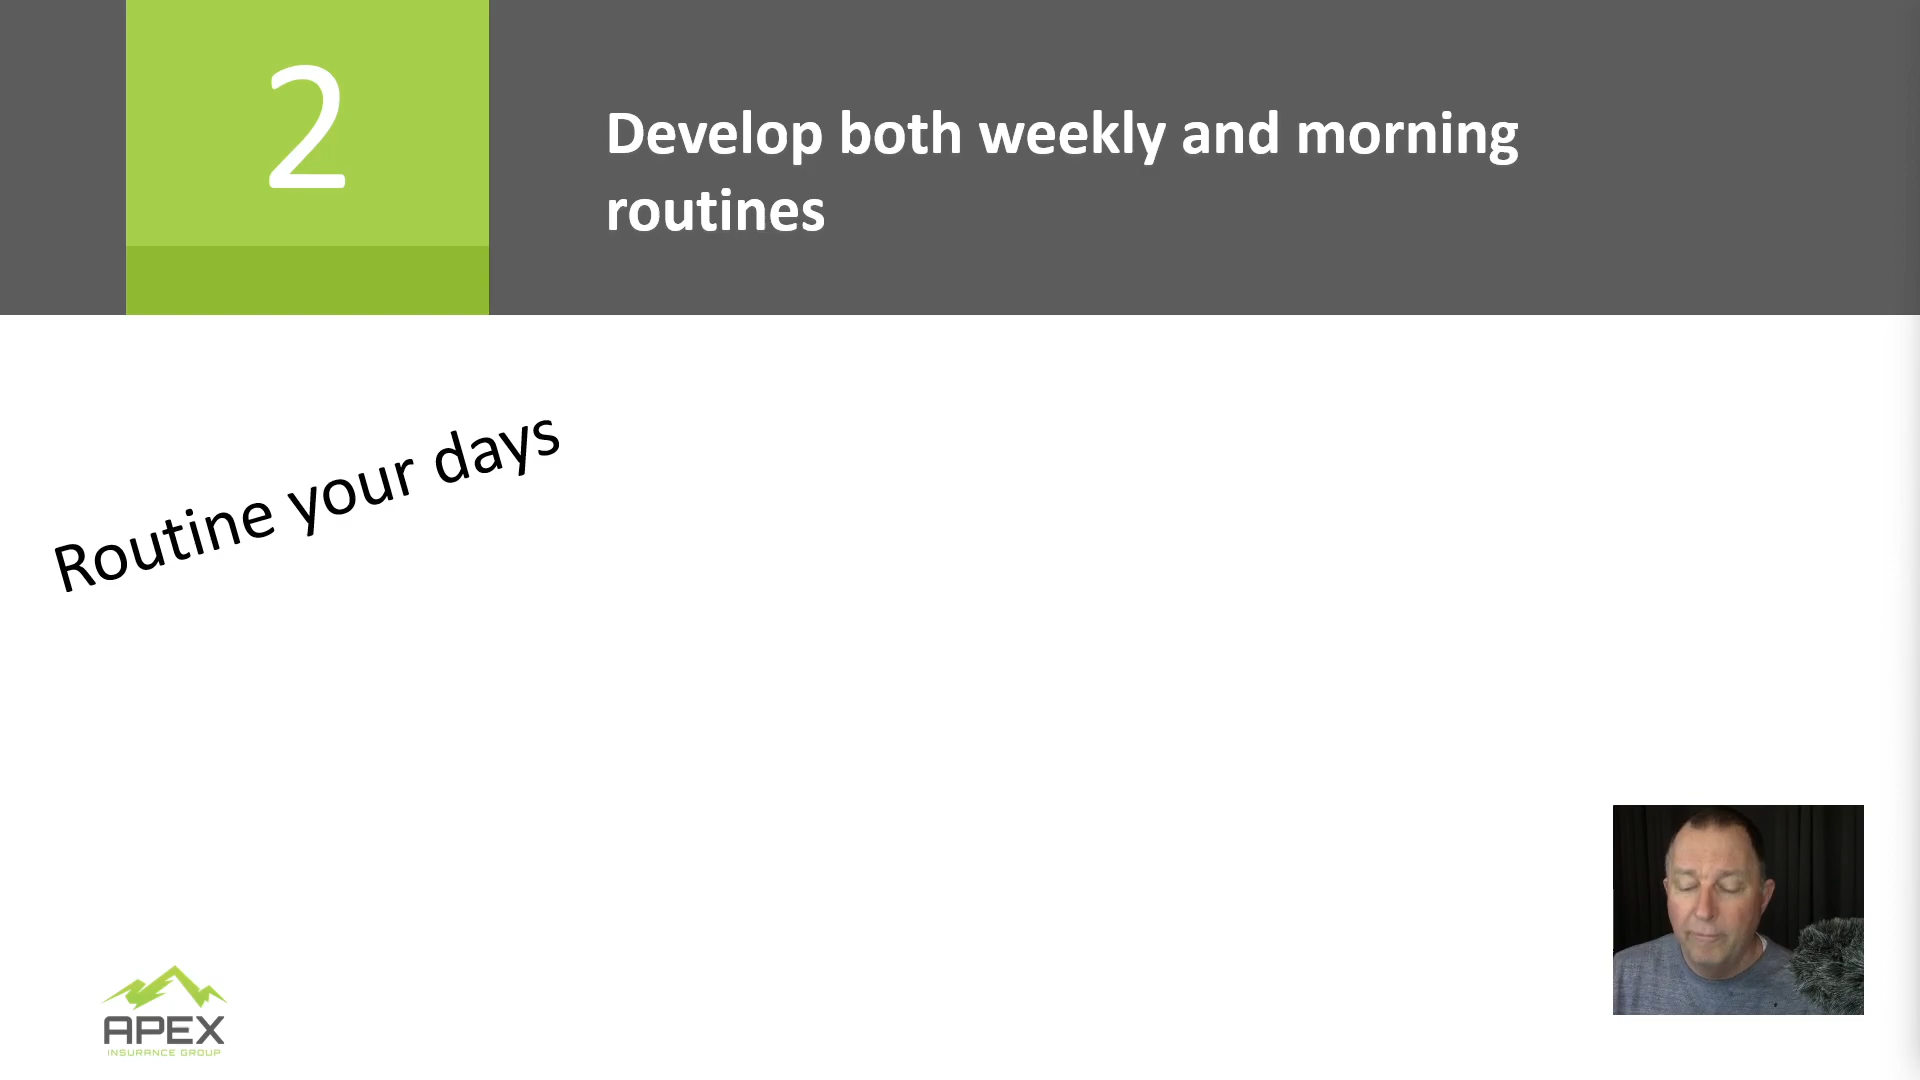 2
Develop both weekly and morning
routines
Routine your days
APEX
INSURANCE GROUP